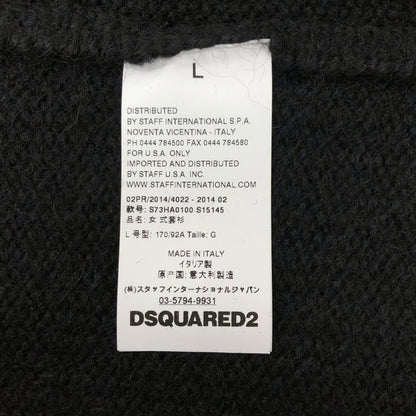 L
DISTRIBUTED
BY STAFF INTERNATIONAL S.P.A.
NOVENTA VICENTINA - ITALY
PH 0444 784500 FAX 0444 784580
FOR U.S.A. ONLY
IMPORTED AND DISTRIBUTED
BY STAFF U.S.A. INC.
WWW.STAFFINTERNATIONAL.COM
02PR/2014/4022 - 2014 02
款号: S73HA0100 S15145
品名: 女 式套衫
L 号型: 170/92A Taille: G
MADE IN ITALY
イタリア製
原产国: 意大利製造
(株)スタッフインターナショナルジャパン
03-5794-9931
DSQUARED2